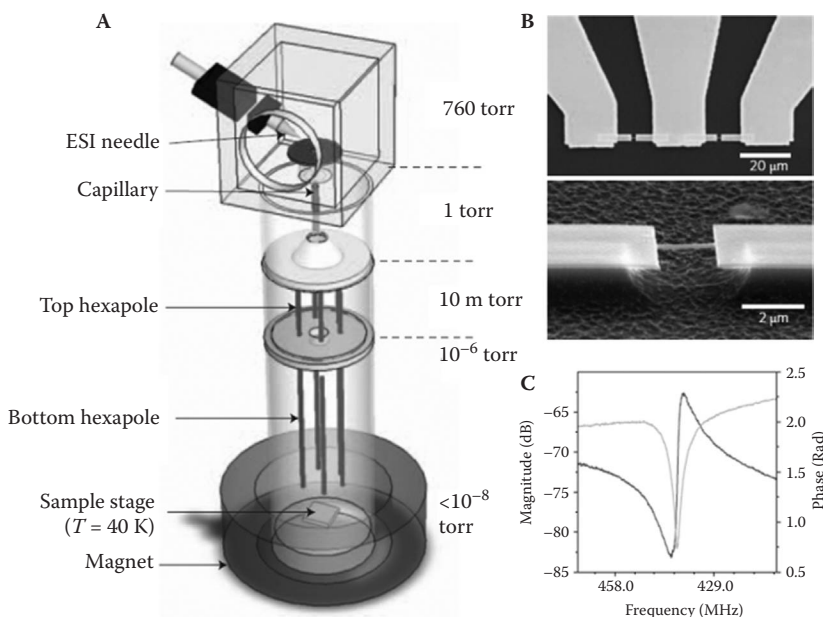 A
760 torr
ESI needle
Capillary
1 torr
Top hexapole
10 m torr
10–6 torr
Bottom hexapole
Sample stage
(T = 40 K)
<10–8
torr
Magnet
B
20 µm
2 µm
C
Magnitude (dB)
−65
−70
−75
−80
−85
Phase (Rad)
2.5
2.0
1.5
1.0
0.5
458.0
429.0
Frequency (MHz)